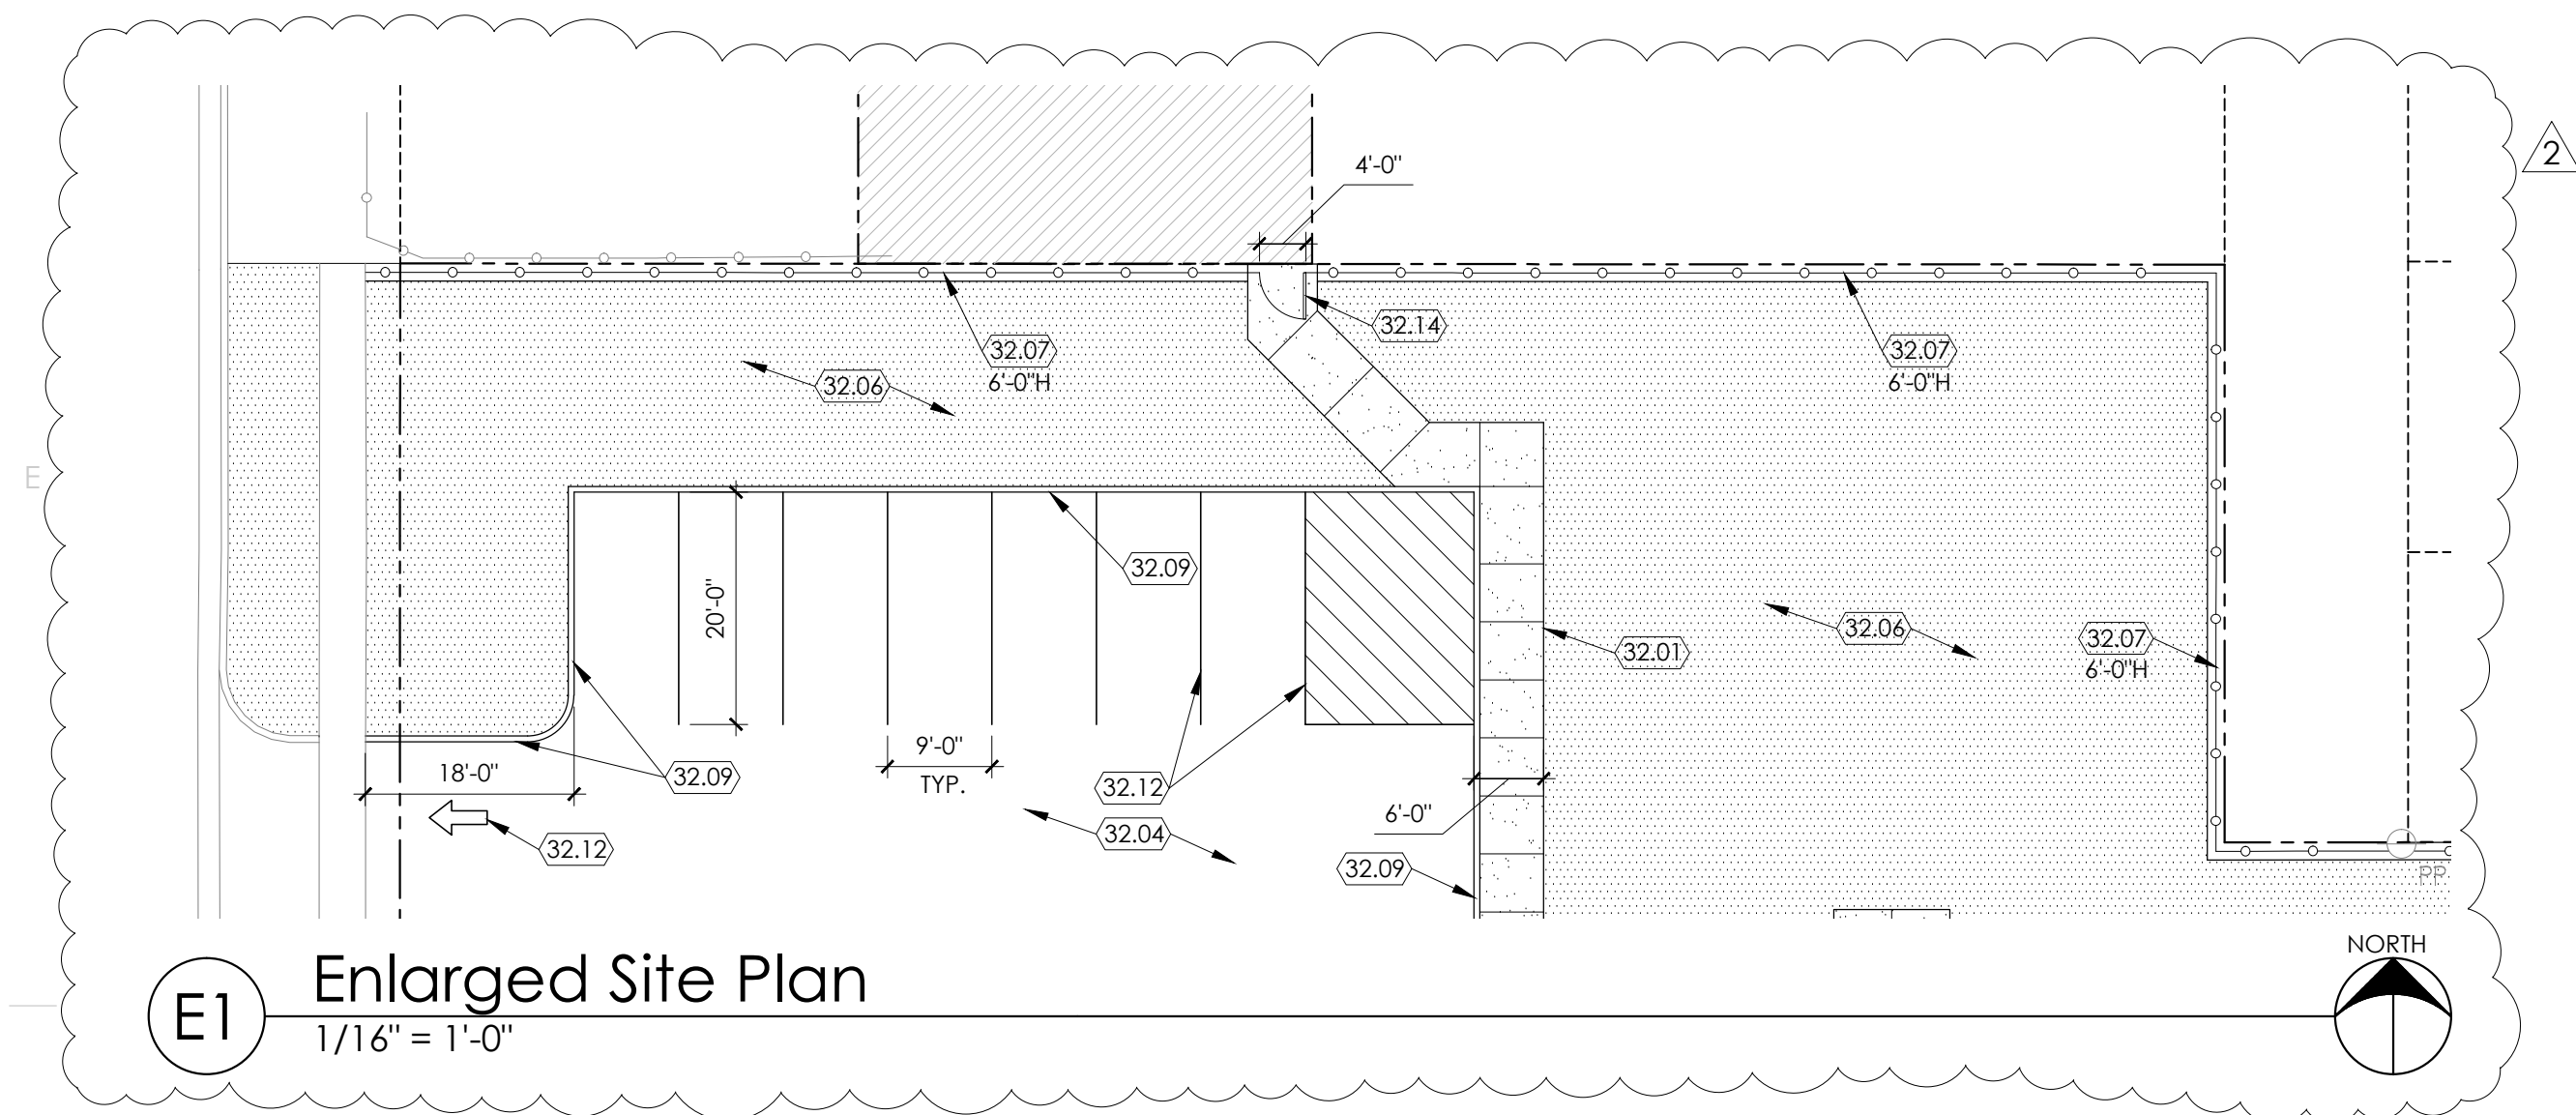 2
4'-0"
32.14
32.07
6'-0"H
32.07
6'-0"H
32.06
E
32.09
20'-0"
32.01
32.06
32.07
6'-0"H
9'-0"
TYP.
18'-0"
32.09
32.12
6'-0"
32.04
32.12
32.09
PP
NORTH
E1
Enlarged Site Plan
1/16" = 1'-0"